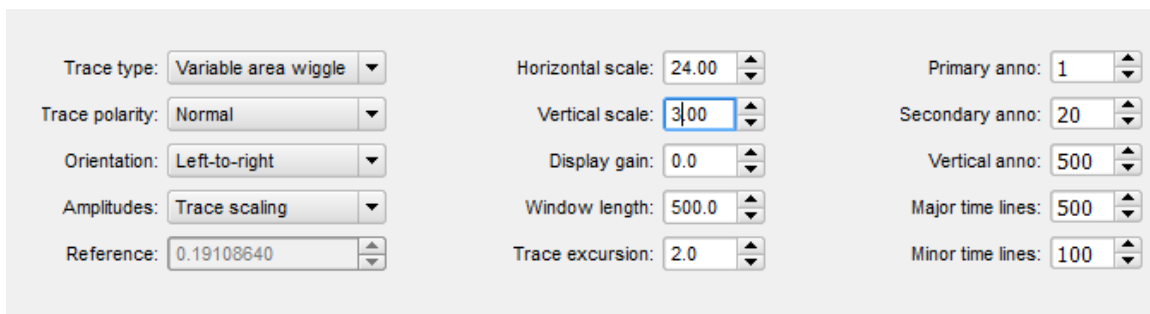 Trace type: Variable area wiggle Horizontal scale: 24.00 Primary anno: 1
Trace polarity: Normal Vertical scale: 3.00 Secondary anno: 20
Orientation: Left-to-right Display gain: 0.0 Vertical anno: 500
Amplitudes: Trace scaling Window length: 500.0 Major time lines: 500
Reference: 0.19108640 Trace excursion: 2.0 Minor time lines: 100